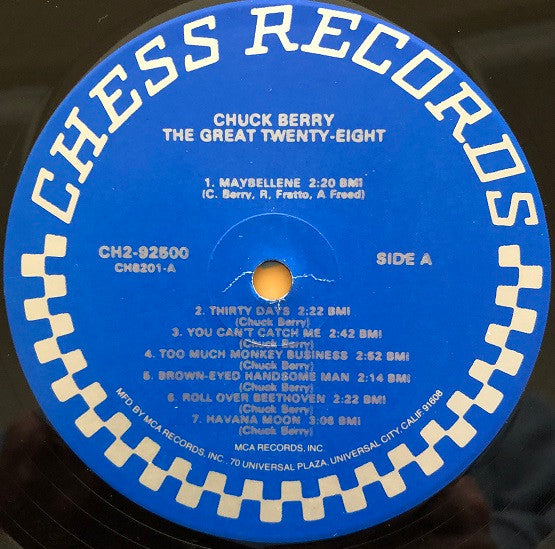 CHESS RECORDS
CHUCK BERRY
THE GREAT TWENTY-EIGHT
1. MAYBELLENE 2:20 BMI
(C. Berry, R. Fratto, A Freed)
CH2-92500
CH8201-A
SIDE A
2. THIRTY DAYS 2:22 BMI
(Chuck Berry)
3. YOU CAN'T CATCH ME 2:42 BMI
(Chuck Berry)
4. TOO MUCH MONKEY BUSINESS 2:52 BMI
(Chuck Berry)
5. BROWN-EYED HANDSOME MAN 2:14 BMI
(Chuck Berry)
6. ROLL OVER BEETHOVEN 2:22 BMI
(Chuck Berry)
7. HAVANA MOON 3:06 BMI
(Chuck Berry)
MCA RECORDS, INC
MFD BY MCA RECORDS, INC. 70 UNIVERSAL PLAZA, UNIVERSAL CITY, CALIF 91608